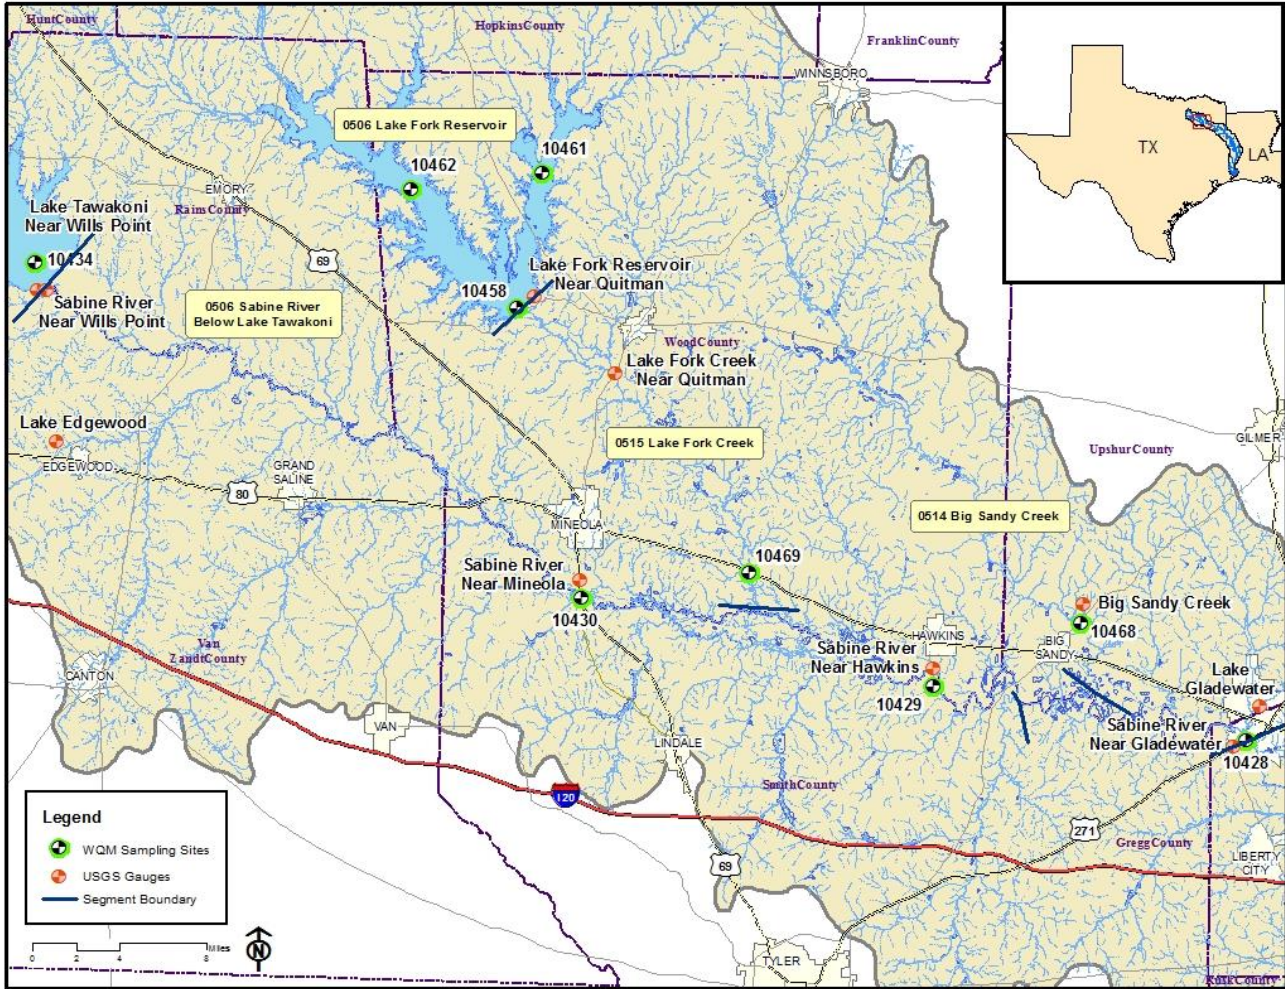 HuntCounty
HopkinsCounty
FranklinCounty
WINNSBORO
0506 Lake Fork Reservoir
10461
10462
TX
LA
EMORY
RainsCounty
Lake Tawakoni
Near Wills Point
10434
69
Lake Fork Reservoir
Near Quitman
10458
Sabine River
Near Wills Point
0506 Sabine River
Below Lake Tawakoni
WoodCounty
Lake Fork Creek
Near Quitman
Lake Edgewood
EDGEWOOD
0515 Lake Fork Creek
GILMER
UpshurCounty
GRAND
SALINE
80
0514 Big Sandy Creek
MINEOLA
10469
Sabine River
Near Mineola
10430
Big Sandy Creek
10468
HAWKINS
BIG
SANDY
Sabine River
Near Hawkins
10429
Van
ZandtCounty
CANTON
Lake
Gladewater
VAN
Sabine River
Near Gladewater
10428
LINDALE
SmithCounty
120
271
GreggCounty
LIBERTY
CITY
69
Legend
WQM Sampling Sites
USGS Gauges
Segment Boundary
Miles
0 2 4 8
N
TYLER
RuskCounty